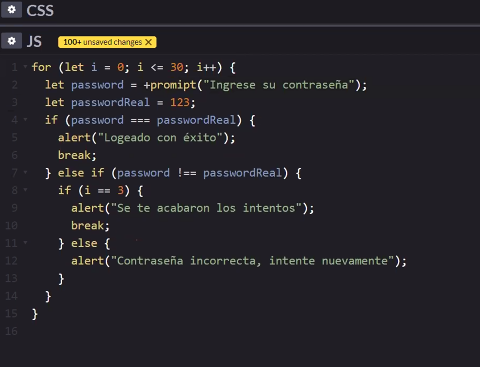 CSS
JS 100+ unsaved changes X
1 for (let i = 0; i <= 30; i++) {
2 let password = +promipt("Ingrese su contraseña");
3 let passwordReal = 123;
4 if (password === passwordReal) {
5 alert("Logeado con éxito");
6 break;
7 } else if (password !== passwordReal) {
8 if (i == 3) {
9 alert("Se te acabaron los intentos");
10 break;
11 } else {
12 alert("Contraseña incorrecta, intente nuevamente");
13 }
14 }
15 }
16